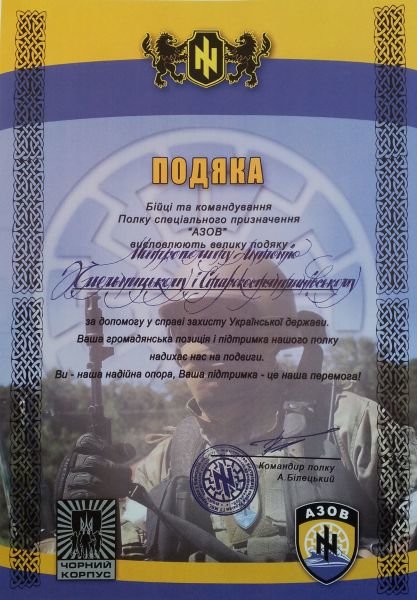 ПОДЯКА
Бійці та командування
Полку спеціального призначення
"АЗОВ"
висловлюють велику подяку
Митрополиту Антонію
Хмельницькому і Старокостянтинівському
за допомогу у справі захисту Української держави.
Ваша громадянська позиція і підтримка нашого полку
надихає нас на подвиги.
Ви - наша надійна опора, Ваша підтримка - це наша перемога!
Командир полку
А.Білецький
ЧОРНИЙ
КОРПУС
АЗОВ